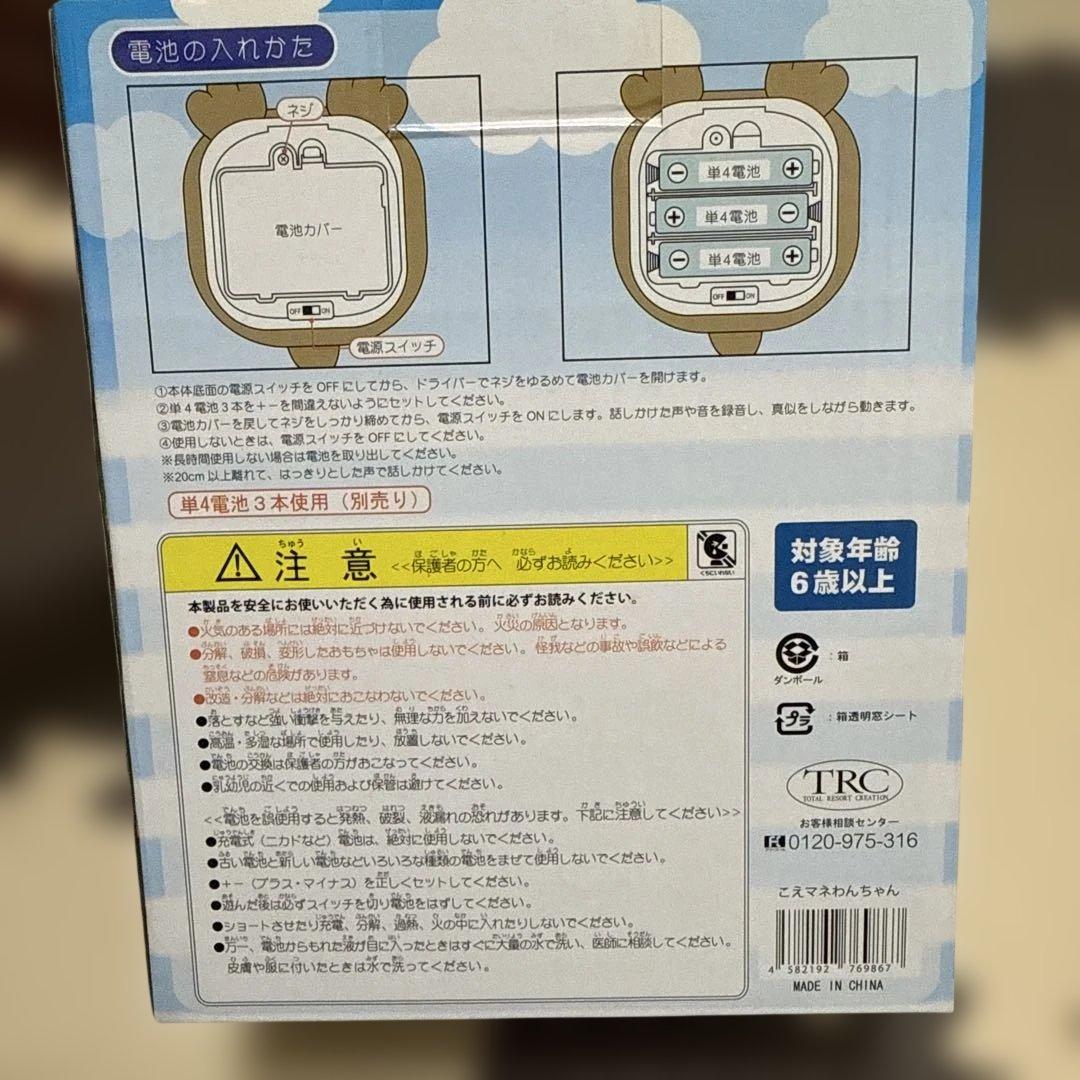 電池の入れかた
ネジ
電池カバー
OFF ON
電源スイッチ
単4電池
単4電池
単4電池
OFF ON
①本体底面の電源スイッチをOFFにしてから、ドライバーでネジをゆるめて電池カバーを開けます。
②単4電池3本を+−を間違えないようにセットしてください。
③電池カバーを戻してネジをしっかり締めてから、電源スイッチをONにします。話しかけた声や音を録音し、真似をしながら動きます。
④使用しないときは、電源スイッチをOFFにしてください。
※長時間使用しない場合は電池を取り出してください。
※20cm以上離れて、はっきりとした声で話しかけてください。
単4電池3本使用(別売り)
注意 <<保護者の方へ 必ずお読みください>>
くちにいれない
本製品を安全にお使いいただく為に使用される前に必ずお読みください。
●火気のある場所には絶対に近づけないでください。火災の原因となります。
●分解、破損、変形したおもちゃは使用しないでください。怪我などの事故や誤飲などによる
窒息などの危険があります。
●改造・分解などは絶対におこなわないでください。
●落とすなど強い衝撃を与えたり、無理な力を加えないでください。
●高温・多湿な場所で使用したり、放置しないでください。
●電池の交換は保護者の方がおこなってください。
●乳幼児の近くでの使用および保管は避けてください。
<<電池を誤使用すると発熱、破裂、液漏れの恐れがあります。下記に注意してください>>
●充電式(ニカドなど)電池は、絶対に使用しないでください。
●古い電池と新しい電池などいろいろな種類の電池をまぜて使用しないでください。
●+−(プラス・マイナス)を正しくセットしてください。
●遊んだ後は必ずスイッチを切り電池をはずしてください。
●ショートさせたり充電、分解、過熱、火の中に入れたりしないでください。
●万一、電池からもれた液が目に入ったときはすぐに大量の水で洗い、医師に相談してください。
皮膚や服に付いたときは水で洗ってください。
対象年齢
6歳以上
:箱
ダンボール
プラ :箱透明窓シート
TRC
TOTAL RESORT CREATION
お客様相談センター
0120-975-316
こえマネわんちゃん
4 582192 769867
MADE IN CHINA